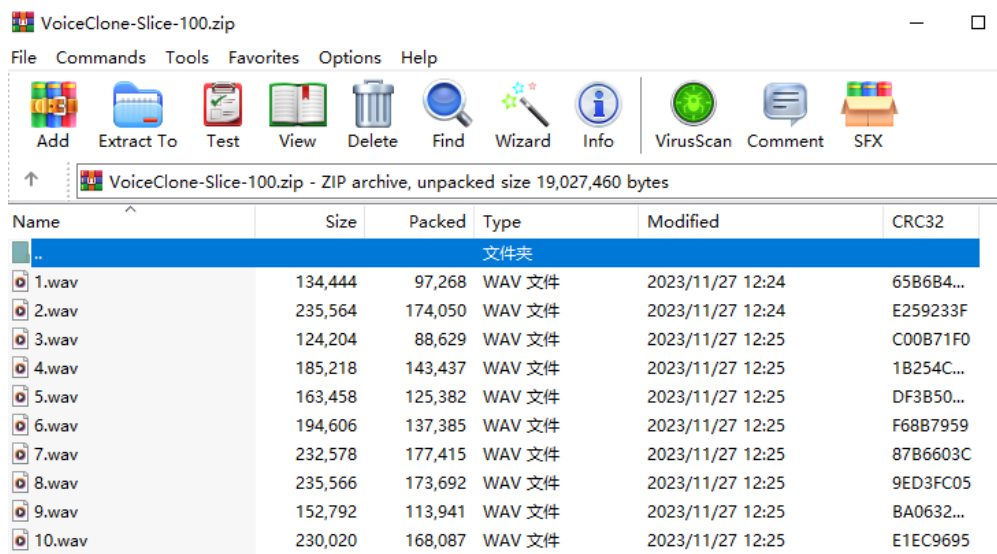 VoiceClone-Slice-100.zip
File Commands Tools Favorites Options Help
Add Extract To Test View Delete Find Wizard Info VirusScan Comment SFX
VoiceClone-Slice-100.zip - ZIP archive, unpacked size 19,027,460 bytes
Name Size Packed Type Modified CRC32
.. 文件夹
1.wav 134,444 97,268 WAV 文件 2023/11/27 12:24 65B6B4...
2.wav 235,564 174,050 WAV 文件 2023/11/27 12:24 E259233F
3.wav 124,204 88,629 WAV 文件 2023/11/27 12:25 C00B71F0
4.wav 185,218 143,437 WAV 文件 2023/11/27 12:25 1B254C...
5.wav 163,458 125,382 WAV 文件 2023/11/27 12:25 DF3B50...
6.wav 194,606 137,385 WAV 文件 2023/11/27 12:25 F68B7959
7.wav 232,578 177,415 WAV 文件 2023/11/27 12:25 87B6603C
8.wav 235,566 173,692 WAV 文件 2023/11/27 12:25 9ED3FC05
9.wav 152,792 113,941 WAV 文件 2023/11/27 12:25 BA0632...
10.wav 230,020 168,087 WAV 文件 2023/11/27 12:25 E1EC9695